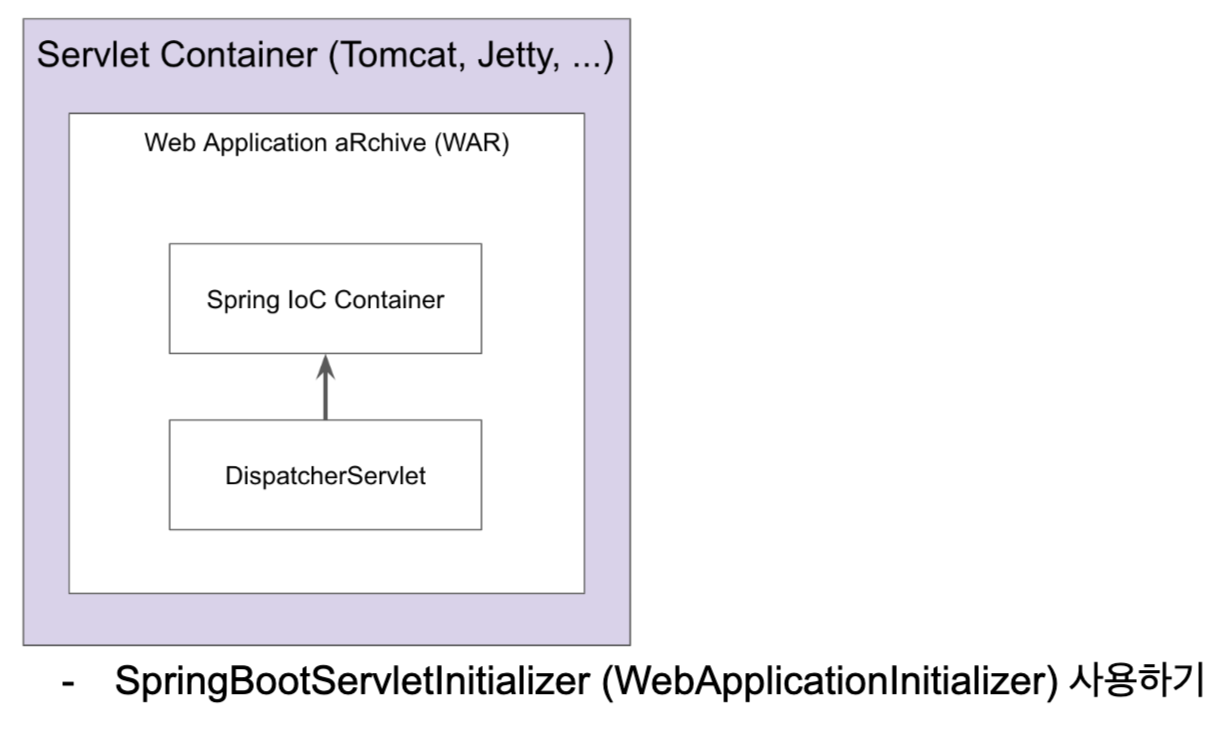 Servlet Container (Tomcat, Jetty, ...)
Web Application aRchive (WAR)
Spring IoC Container
DispatcherServlet
- SpringBootServletInitializer (WebApplicationInitializer) 사용하기